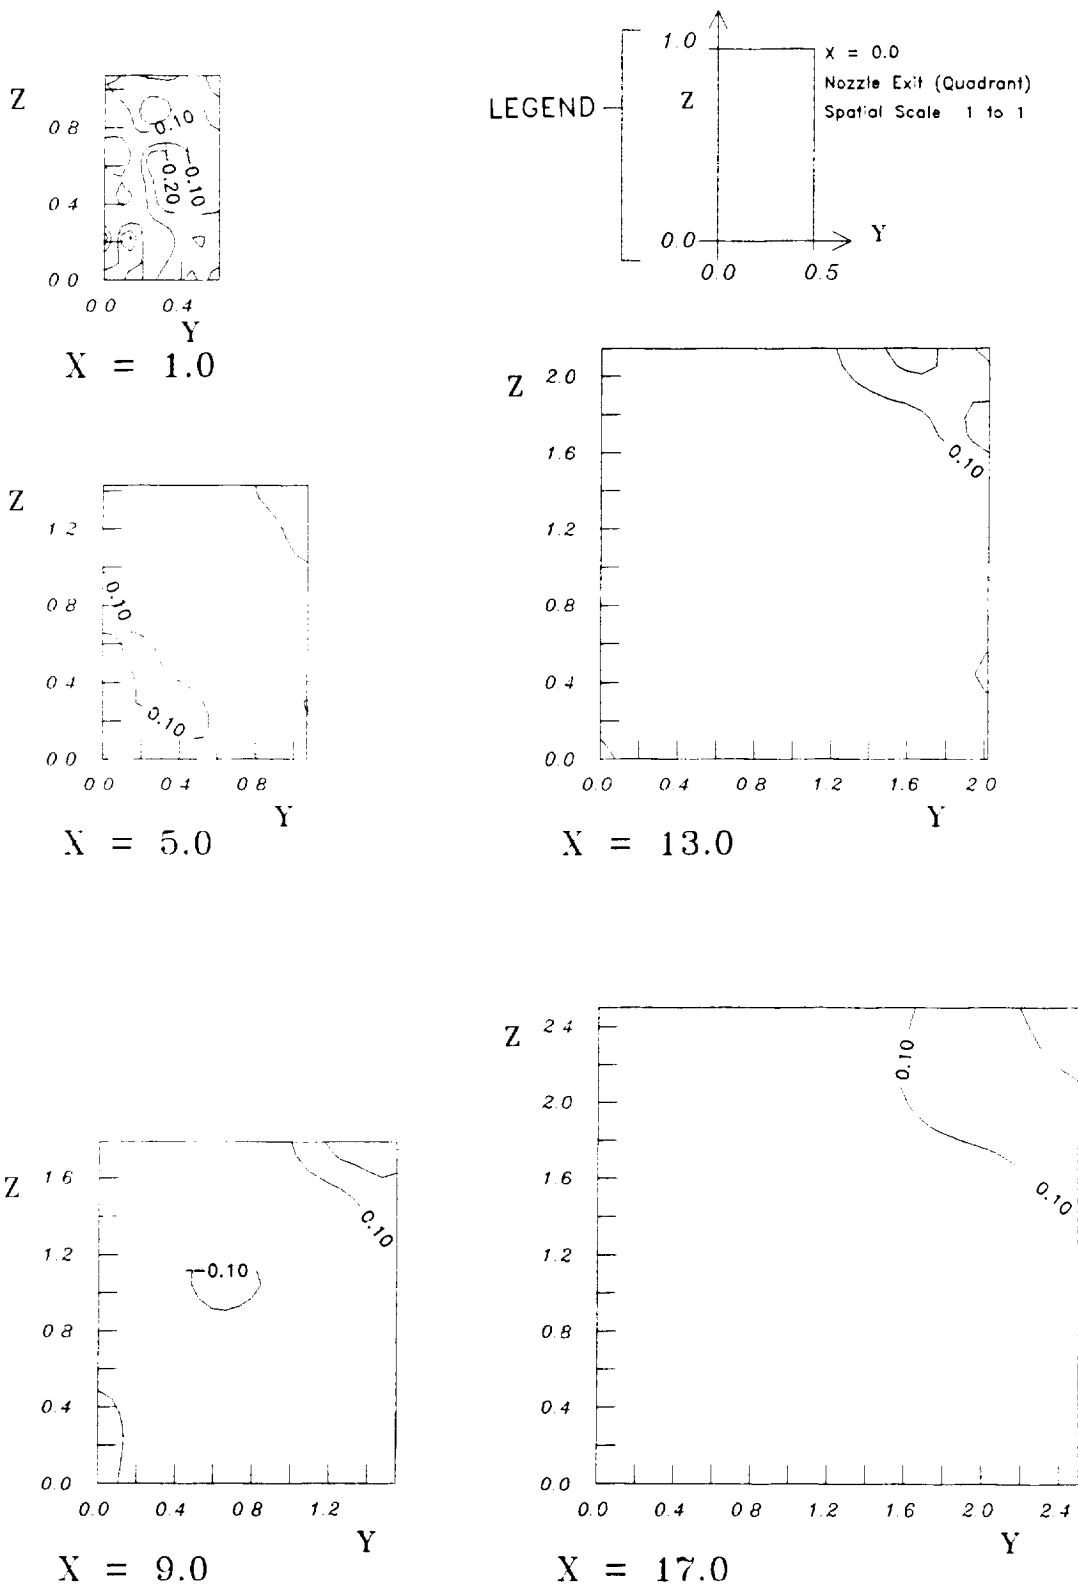 Z
0.8
0.4
0.0
0.0 0.4
Y
0.10
-0.20
-0.10
X = 1.0
LEGEND
1.0
Z
0.0
0.0 0.5
Y
X = 0.0
Nozzle Exit (Quadrant)
Spatial Scale 1 to 1
Z
1.2
0.8
0.4
0.0
0.0 0.4 0.8
Y
0.10
0.10
X = 5.0
Z
2.0
1.6
1.2
0.8
0.4
0.0
0.0 0.4 0.8 1.2 1.6 2.0
Y
0.10
X = 13.0
Z
1.6
1.2
0.8
0.4
0.0
0.0 0.4 0.8 1.2
Y
0.10
-0.10
X = 9.0
Z
2.4
2.0
1.6
1.2
0.8
0.4
0.0
0.0 0.4 0.8 1.2 1.6 2.0 2.4
Y
0.10
0.10
X = 17.0